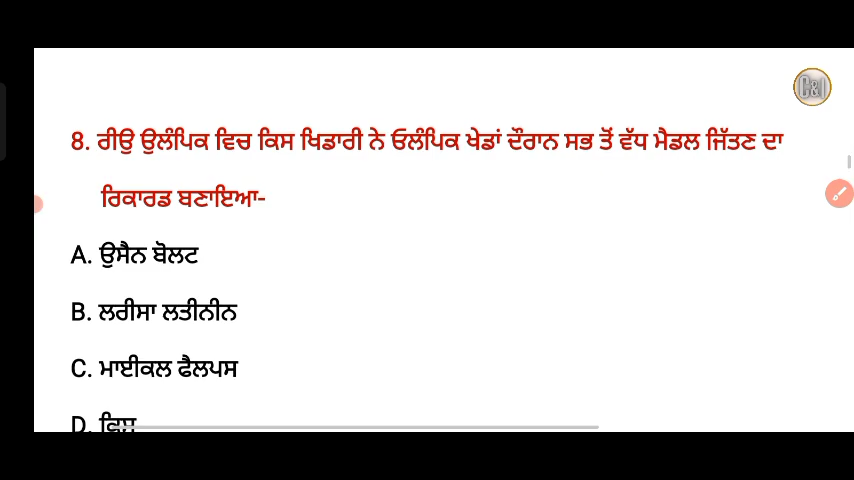 C&I
8. ਰੀਉ ਉਲੰਪਿਕ ਵਿਚ ਕਿਸ ਖਿਡਾਰੀ ਨੇ ਓਲੰਪਿਕ ਖੇਡਾਂ ਦੌਰਾਨ ਸਭ ਤੋਂ ਵੱਧ ਮੈਡਲ ਜਿੱਤਣ ਦਾ
ਰਿਕਾਰਡ ਬਣਾਇਆ-
A. ਉਸੈਨ ਬੋਲਟ
B. ਲਰੀਸਾ ਲਤੀਨੀਨ
C. ਮਾਈਕਲ ਫੈਲਪਸ
D.